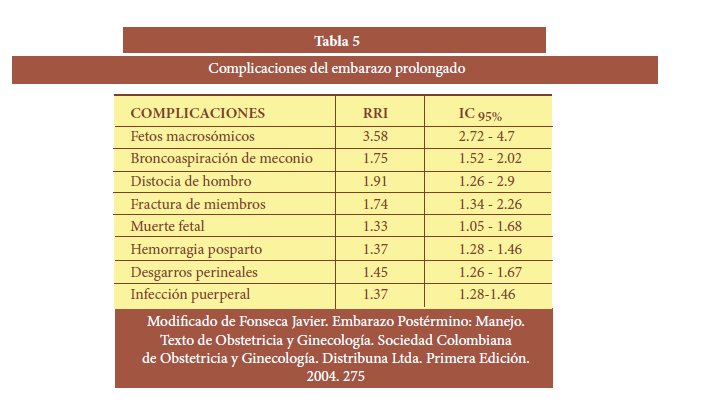 Tabla 5
Complicaciones del embarazo prolongado
COMPLICACIONES RRI IC 95%
Fetos macrosómicos 3.58 2.72 - 4.7
Broncoaspiración de meconio 1.75 1.52 - 2.02
Distocia de hombro 1.91 1.26 - 2.9
Fractura de miembros 1.74 1.34 - 2.26
Muerte fetal 1.33 1.05 - 1.68
Hemorragia posparto 1.37 1.28 - 1.46
Desgarros perineales 1.45 1.26 - 1.67
Infección puerperal 1.37 1.28-1.46
Modificado de Fonseca Javier. Embarazo Postérmino: Manejo.
Texto de Obstetricia y Ginecología. Sociedad Colombiana
de Obstetricia y Ginecología. Distribuna Ltda. Primera Edición.
2004. 275